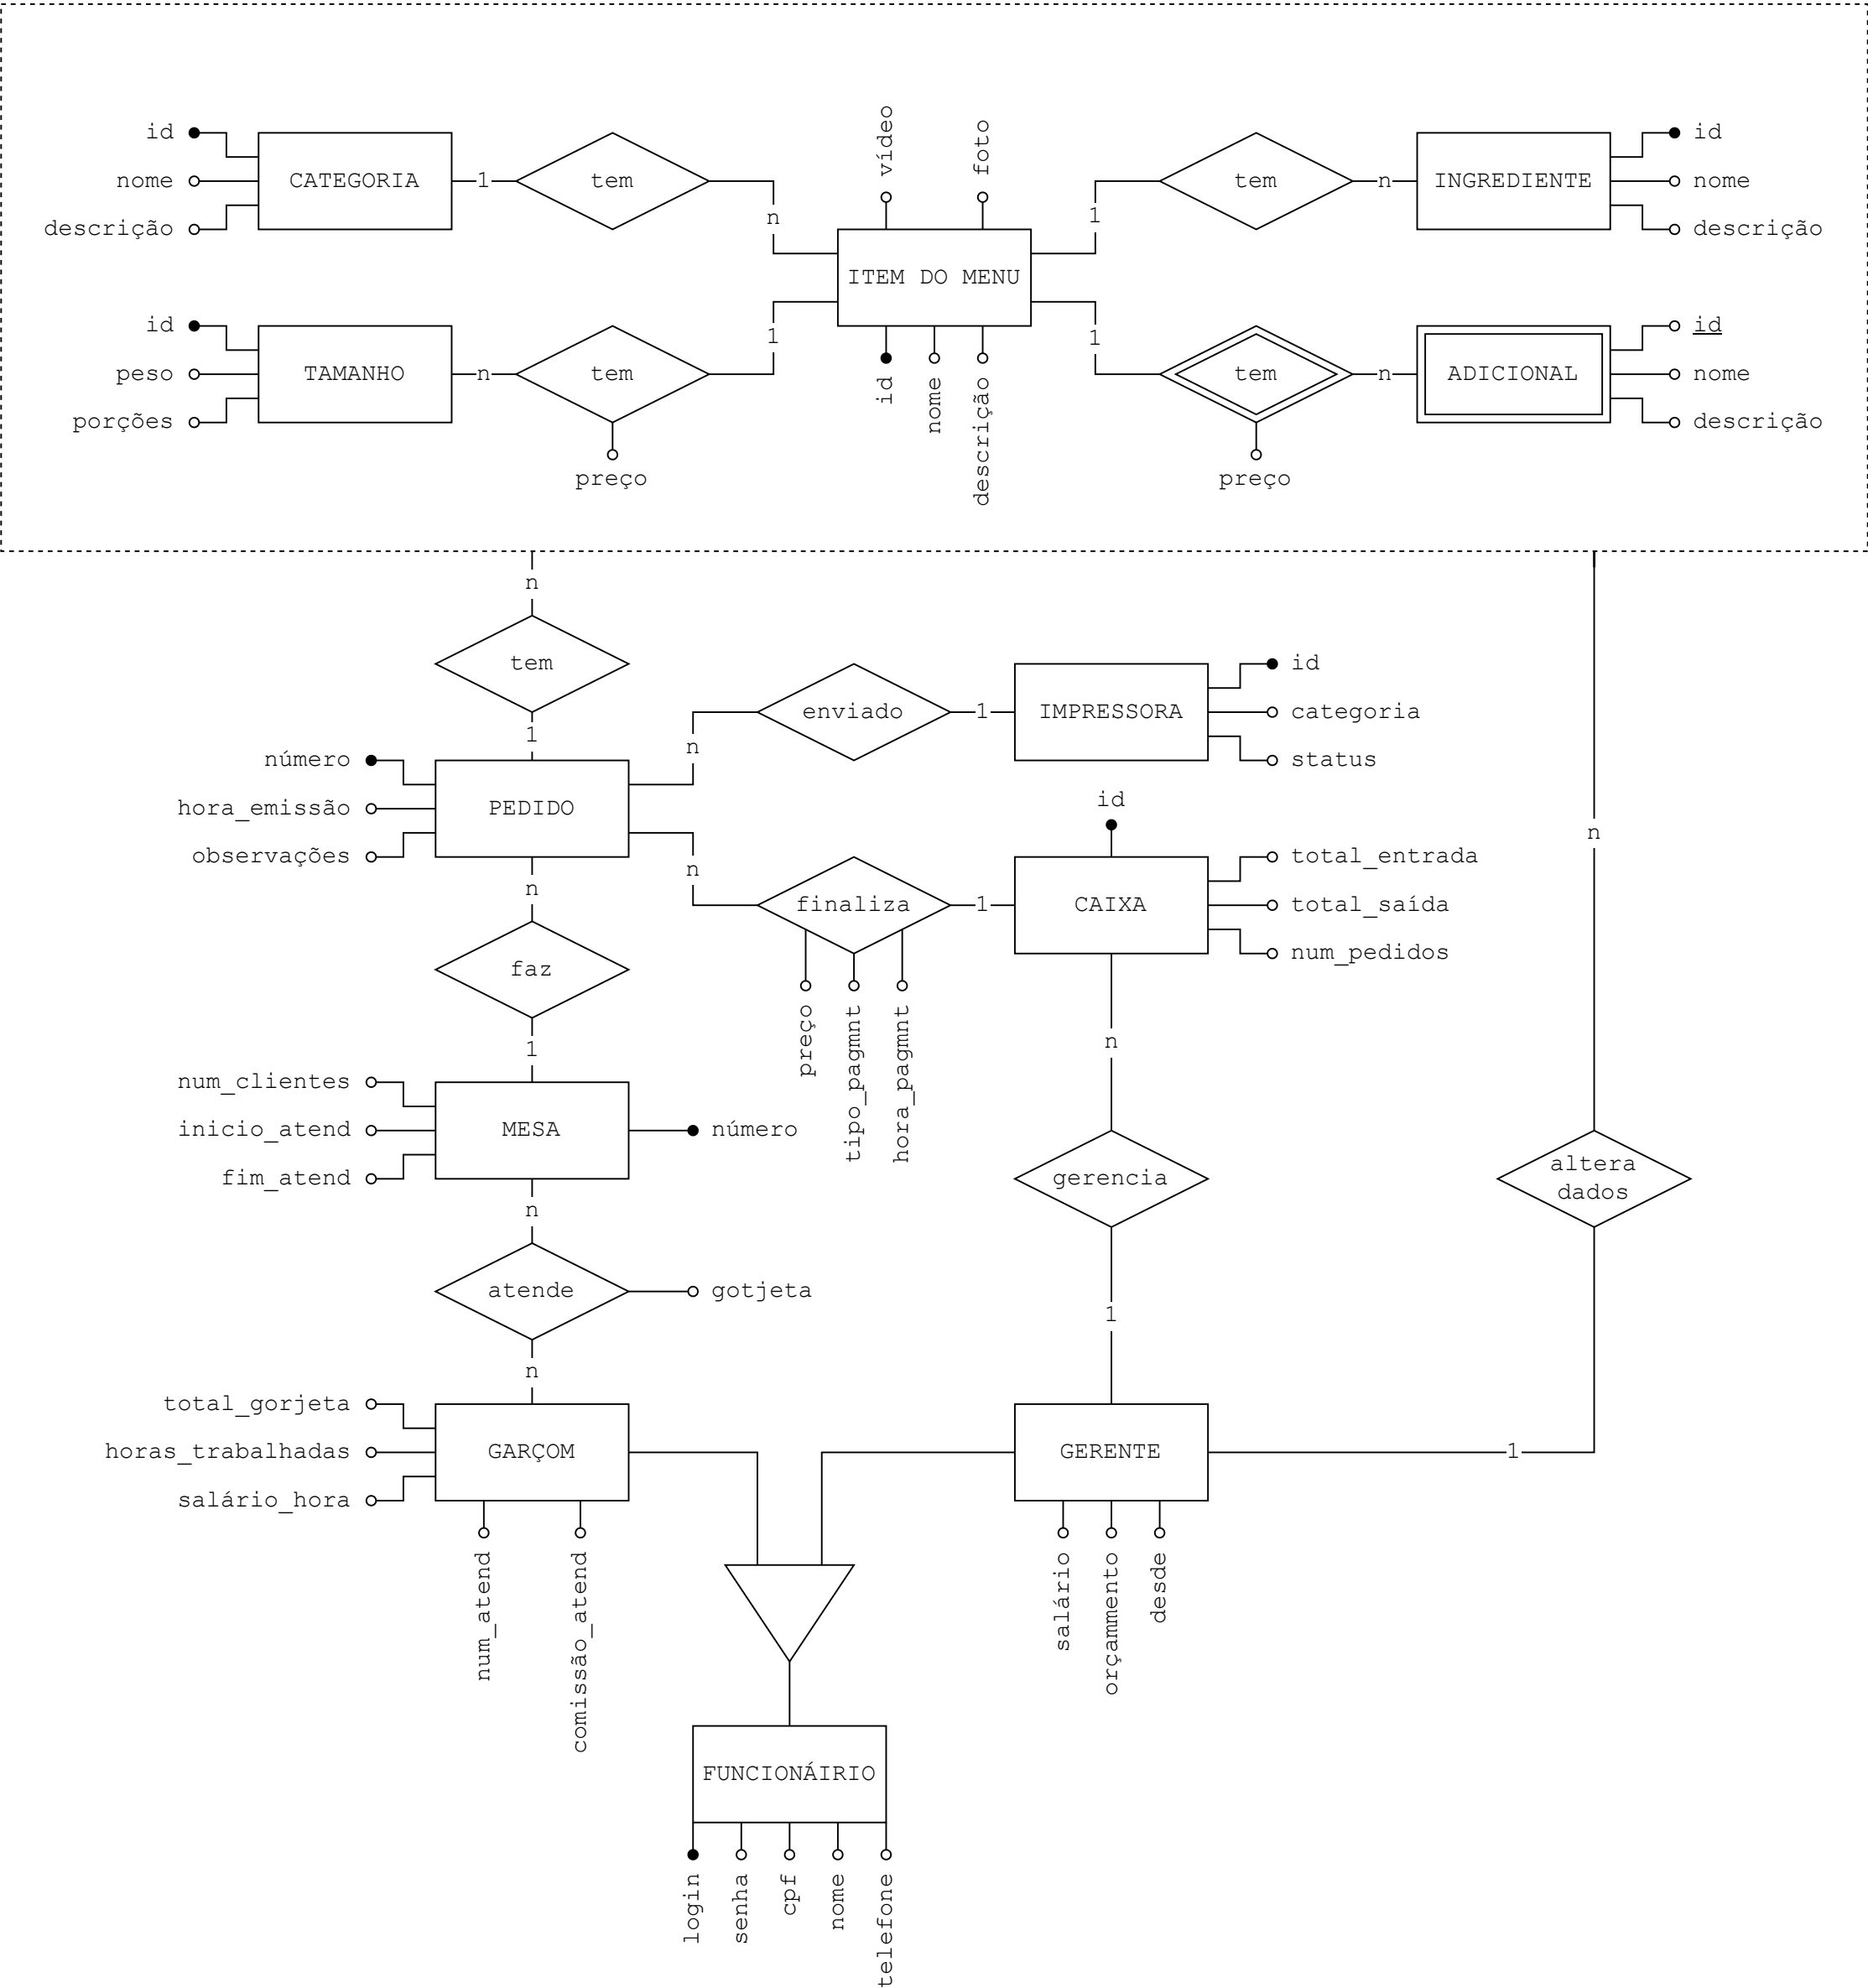 id
nome
descrição
CATEGORIA
1
tem
n
vídeo
foto
ITEM DO MENU
1
tem
n
INGREDIENTE
id
nome
descrição
id
peso
porções
TAMANHO
n
tem
1
preço
id
nome
descrição
1
tem
n
preço
ADICIONAL
id
nome
descrição
n
tem
1
número
hora_emissão
observações
PEDIDO
n
enviado
1
IMPRESSORA
id
categoria
status
n
finaliza
1
preço
tipo_pagmnt
hora_pagmnt
id
CAIXA
total_entrada
total_saída
num_pedidos
n
n
faz
1
num_clientes
inicio_atend
fim_atend
MESA
número
n
gerencia
1
altera
dados
n
atende
gotjeta
n
total_gorjeta
horas_trabalhadas
salário_hora
GARÇOM
num_atend
comissão_atend
GERENTE
1
salário
orçammento
desde
FUNCIONÁIRIO
login
senha
cpf
nome
telefone